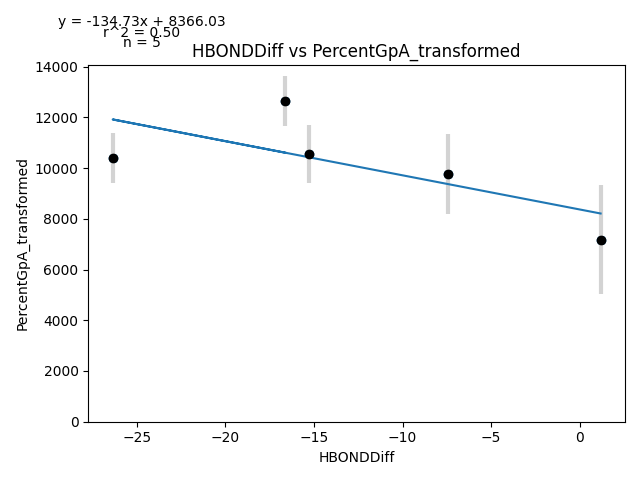 y = -134.73x + 8366.03
r^2 = 0.50
n = 5
HBONDDiff vs PercentGpA_transformed
PercentGpA_transformed
14000
12000
10000
8000
6000
4000
2000
0
−25
−20
−15
−10
−5
0
HBONDDiff